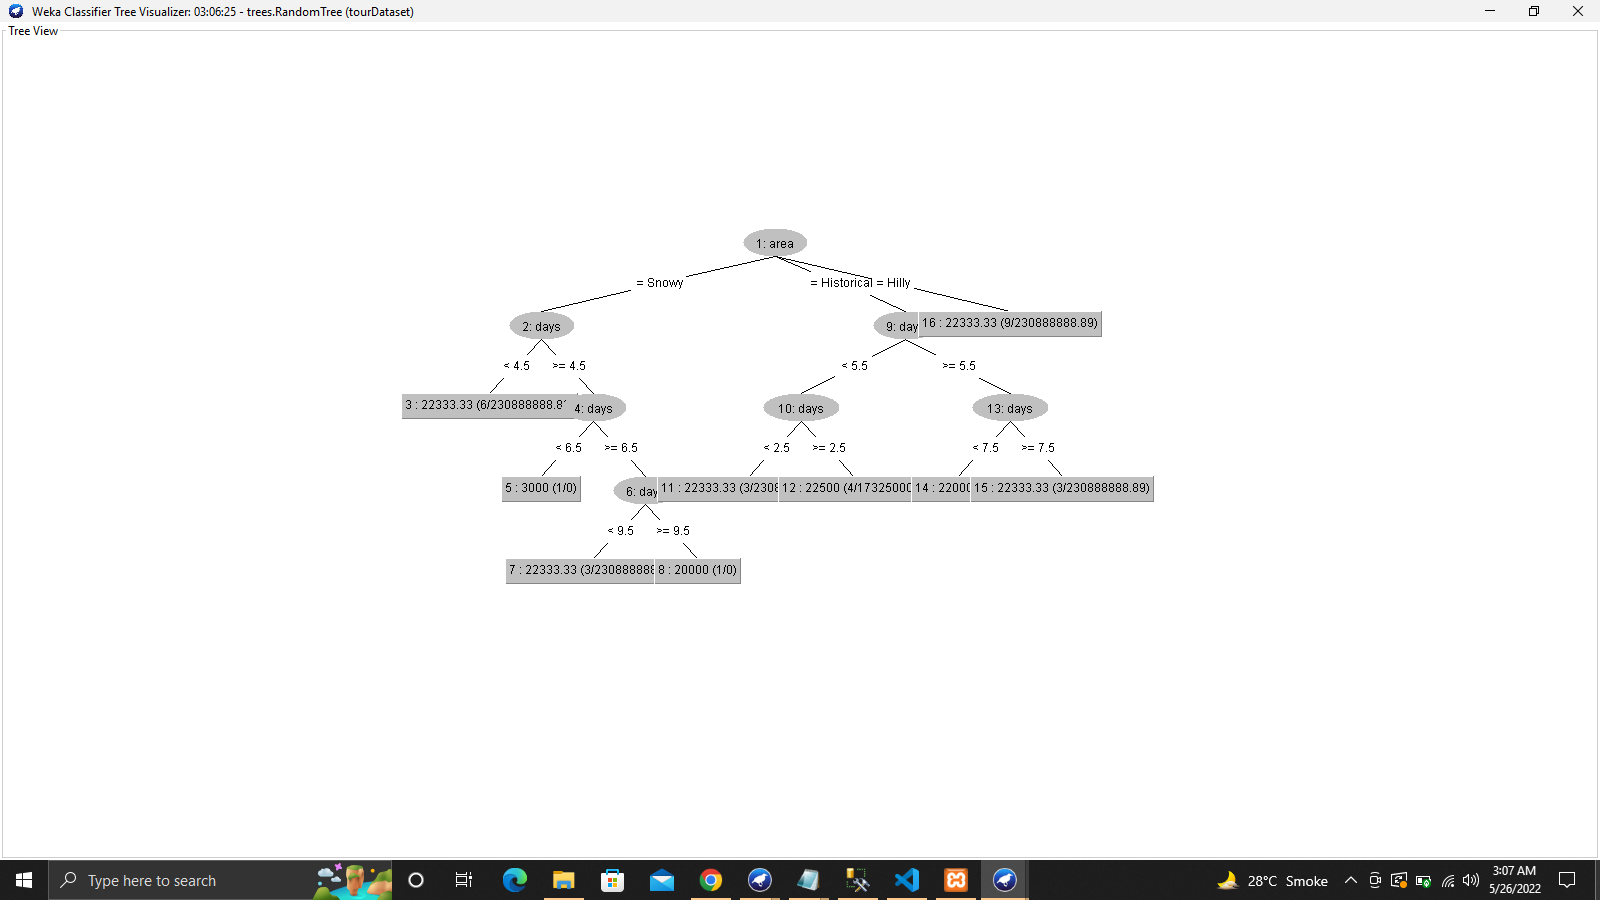 Weka Classifier Tree Visualizer: 03:06:25 - trees.RandomTree (tourDataset)
Tree View
1: area
= Snowy
= Historical = Hilly
2: days
9: day
16 : 22333.33 (9/230888888.89)
< 4.5
>= 4.5
< 5.5
>= 5.5
3 : 22333.33 (6/230888888.8
4: days
10: days
13: days
< 6.5
>= 6.5
< 2.5
>= 2.5
< 7.5
>= 7.5
5 : 3000 (1/0)
6: day
11 : 22333.33 (3/230
12 : 22500 (4/17325000
14 : 2200
15 : 22333.33 (3/230888888.89)
< 9.5
>= 9.5
7 : 22333.33 (3/23088888
8 : 20000 (1/0)
Type here to search
28°C Smoke
3:07 AM
5/26/2022